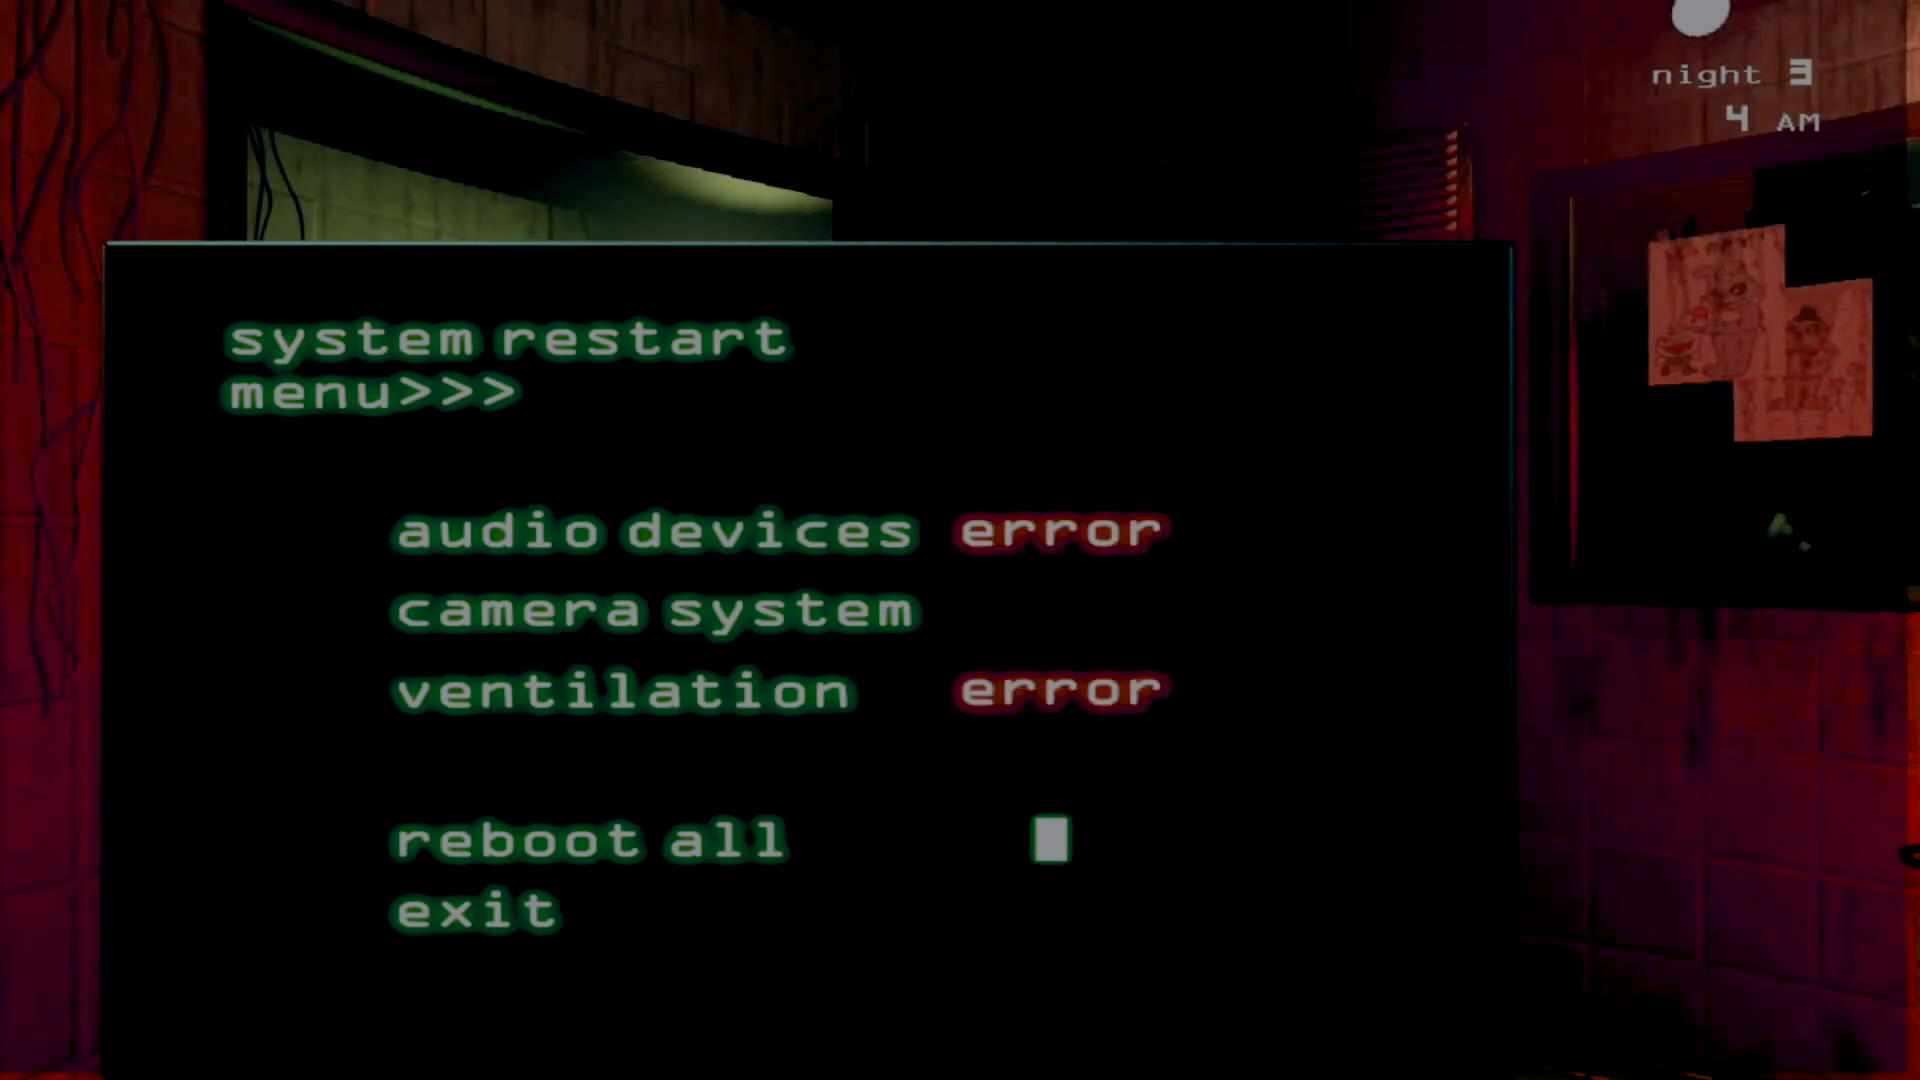 night 3
4 AM
system restart
menu>>>
audio devices error
camera system
ventilation error
reboot all
exit